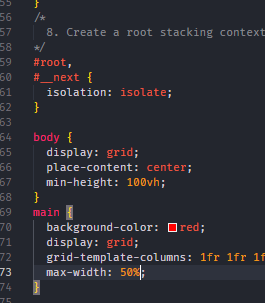 55 }
56 /*
57 8. Create a root stacking context
58 */
59 #root,
60 #__next {
61 isolation: isolate;
62 }
63
64 body {
65 display: grid;
66 place-content: center;
67 min-height: 100vh;
68 }
69 main {
70 background-color: red;
71 display: grid;
72 grid-template-columns: 1fr 1fr 1f
73 max-width: 50%;
74 }